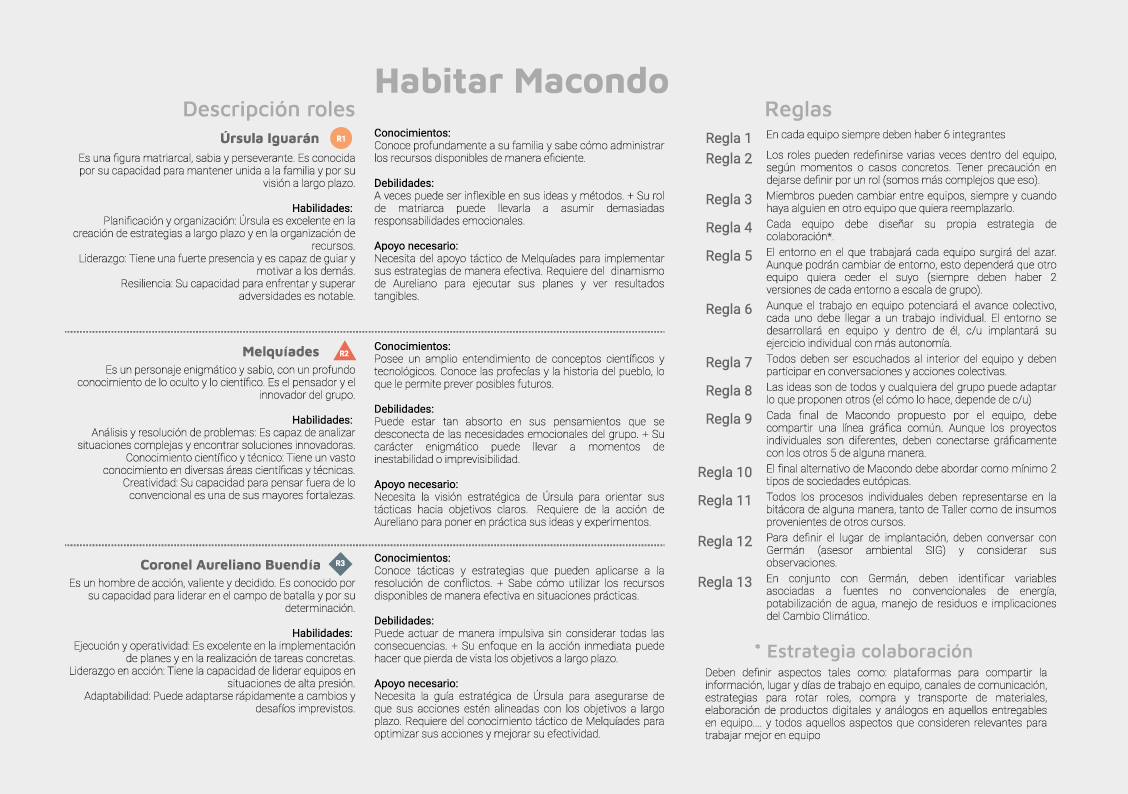 Habitar Macondo
Descripción roles
Úrsula Iguarán R1
Es una figura matriarcal, sabia y perseverante. Es conocida
por su capacidad para mantener unida a la familia y por su
visión a largo plazo.
Habilidades:
Planificación y organización: Úrsula es excelente en la
creación de estrategias a largo plazo y en la organización de
recursos.
Liderazgo: Tiene una fuerte presencia y es capaz de guiar y
motivar a los demás.
Resiliencia: Su capacidad para enfrentar y superar
adversidades es notable.
Conocimientos:
Conoce profundamente a su familia y sabe cómo administrar
los recursos disponibles de manera eficiente.
Debilidades:
A veces puede ser inflexible en sus ideas y métodos. + Su rol
de matriarca puede llevarla a asumir demasiadas
responsabilidades emocionales.
Apoyo necesario:
Necesita del apoyo táctico de Melquíades para implementar
sus estrategias de manera efectiva. Requiere del dinamismo
de Aureliano para ejecutar sus planes y ver resultados
tangibles.
Melquíades R2
Es un personaje enigmático y sabio, con un profundo
conocimiento de lo oculto y lo científico. Es el pensador y el
innovador del grupo.
Habilidades:
Análisis y resolución de problemas: Es capaz de analizar
situaciones complejas y encontrar soluciones innovadoras.
Conocimiento científico y técnico: Tiene un vasto
conocimiento en diversas áreas científicas y técnicas.
Creatividad: Su capacidad para pensar fuera de lo
convencional es una de sus mayores fortalezas.
Conocimientos:
Posee un amplio entendimiento de conceptos científicos y
tecnológicos. Conoce las profecías y la historia del pueblo, lo
que le permite prever posibles futuros.
Debilidades:
Puede estar tan absorto en sus pensamientos que se
desconecta de las necesidades emocionales del grupo. + Su
carácter enigmático puede llevar a momentos de
inestabilidad o imprevisibilidad.
Apoyo necesario:
Necesita la visión estratégica de Úrsula para orientar sus
tácticas hacia objetivos claros. Requiere de la acción de
Aureliano para poner en práctica sus ideas y experimentos.
Coronel Aureliano Buendía R3
Es un hombre de acción, valiente y decidido. Es conocido por
su capacidad para liderar en el campo de batalla y por su
determinación.
Habilidades:
Ejecución y operatividad: Es excelente en la implementación
de planes y en la realización de tareas concretas.
Liderazgo en acción: Tiene la capacidad de liderar equipos en
situaciones de alta presión.
Adaptabilidad: Puede adaptarse rápidamente a cambios y
desafíos imprevistos.
Conocimientos:
Conoce tácticas y estrategias que pueden aplicarse a la
resolución de conflictos. + Sabe cómo utilizar los recursos
disponibles de manera efectiva en situaciones prácticas.
Debilidades:
Puede actuar de manera impulsiva sin considerar todas las
consecuencias. + Su enfoque en la acción inmediata puede
hacer que pierda de vista los objetivos a largo plazo.
Apoyo necesario:
Necesita la guía estratégica de Úrsula para asegurarse de
que sus acciones estén alineadas con los objetivos a largo
plazo. Requiere del conocimiento táctico de Melquíades para
optimizar sus acciones y mejorar su efectividad.
Reglas
Regla 1 En cada equipo siempre deben haber 6 integrantes
Regla 2 Los roles pueden redefinirse varias veces dentro del equipo,
según momentos o casos concretos. Tener precaución en
dejarse definir por un rol (somos más complejos que eso).
Regla 3 Miembros pueden cambiar entre equipos, siempre y cuando
haya alguien en otro equipo que quiera reemplazarlo.
Regla 4 Cada equipo debe diseñar su propia estrategia de
colaboración*.
Regla 5 El entorno en el que trabajará cada equipo surgirá del azar.
Aunque podrán cambiar de entorno, esto dependerá que otro
equipo quiera ceder el suyo (siempre deben haber 2
versiones de cada entorno a escala de grupo).
Regla 6 Aunque el trabajo en equipo potenciará el avance colectivo,
cada uno debe llegar a un trabajo individual. El entorno se
desarrollará en equipo y dentro de él, c/u implantará su
ejercicio individual con más autonomía.
Regla 7 Todos deben ser escuchados al interior del equipo y deben
participar en conversaciones y acciones colectivas.
Regla 8 Las ideas son de todos y cualquiera del grupo puede adaptar
lo que proponen otros (el cómo lo hace, depende de c/u)
Regla 9 Cada final de Macondo propuesto por el equipo, debe
compartir una línea gráfica común. Aunque los proyectos
individuales son diferentes, deben conectarse gráficamente
con los otros 5 de alguna manera.
Regla 10 El final alternativo de Macondo debe abordar como mínimo 2
tipos de sociedades eutópicas.
Regla 11 Todos los procesos individuales deben representarse en la
bitácora de alguna manera, tanto de Taller como de insumos
provenientes de otros cursos.
Regla 12 Para definir el lugar de implantación, deben conversar con
Germán (asesor ambiental SIG) y considerar sus
observaciones.
Regla 13 En conjunto con Germán, deben identificar variables
asociadas a fuentes no convencionales de energía,
potabilización de agua, manejo de residuos e implicaciones
del Cambio Climático.
* Estrategia colaboración
Deben definir aspectos tales como: plataformas para compartir la
información, lugar y días de trabajo en equipo, canales de comunicación,
estrategias para rotar roles, compra y transporte de materiales,
elaboración de productos digitales y análogos en aquellos entregables
en equipo.... y todos aquellos aspectos que consideren relevantes para
trabajar mejor en equipo